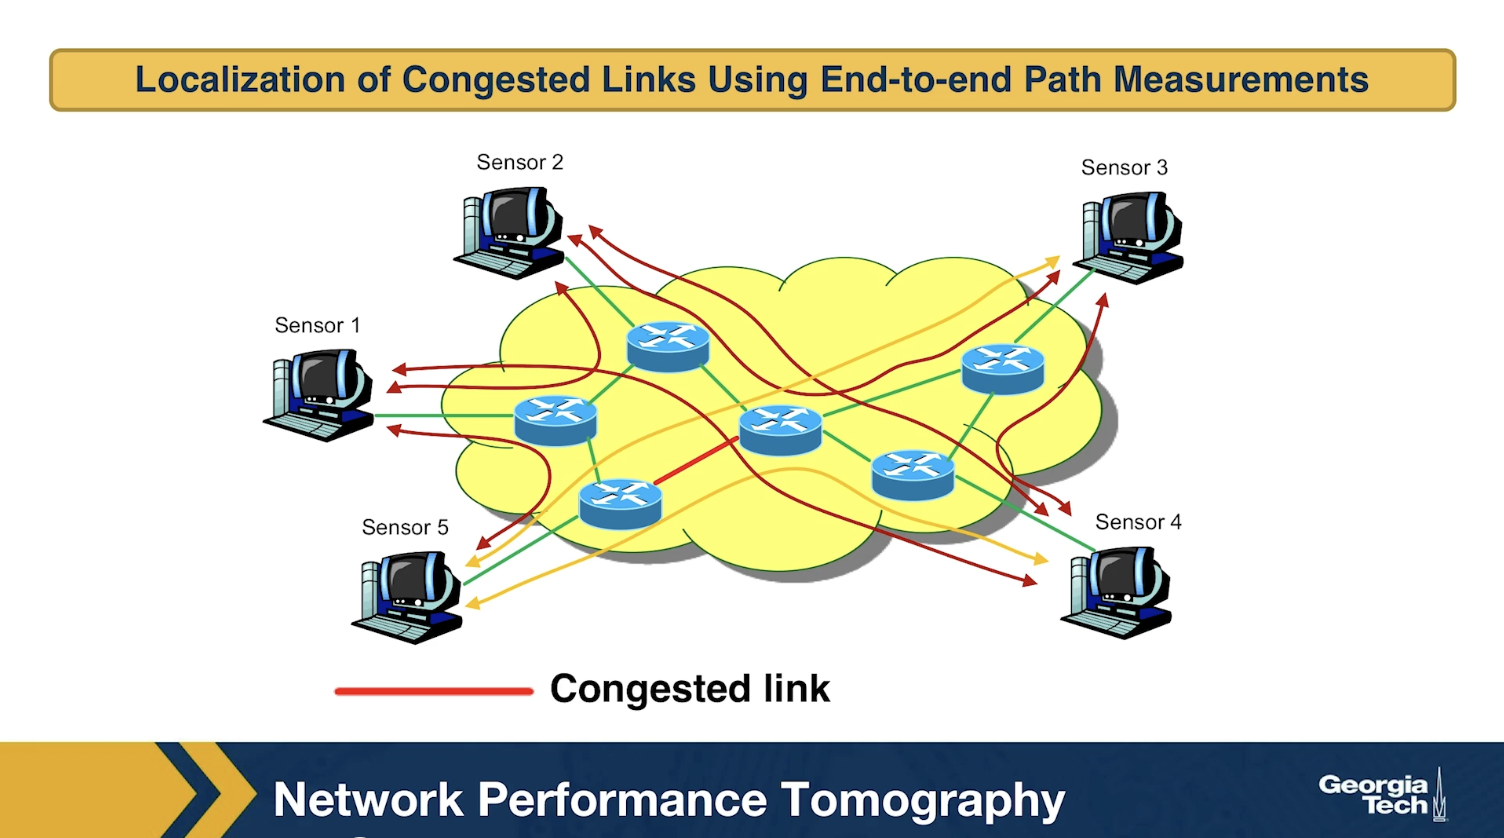 Localization of Congested Links Using End-to-end Path Measurements
Sensor 2
Sensor 3
Sensor 1
Sensor 5
Sensor 4
Congested link
Network Performance Tomography
Georgia
Tech